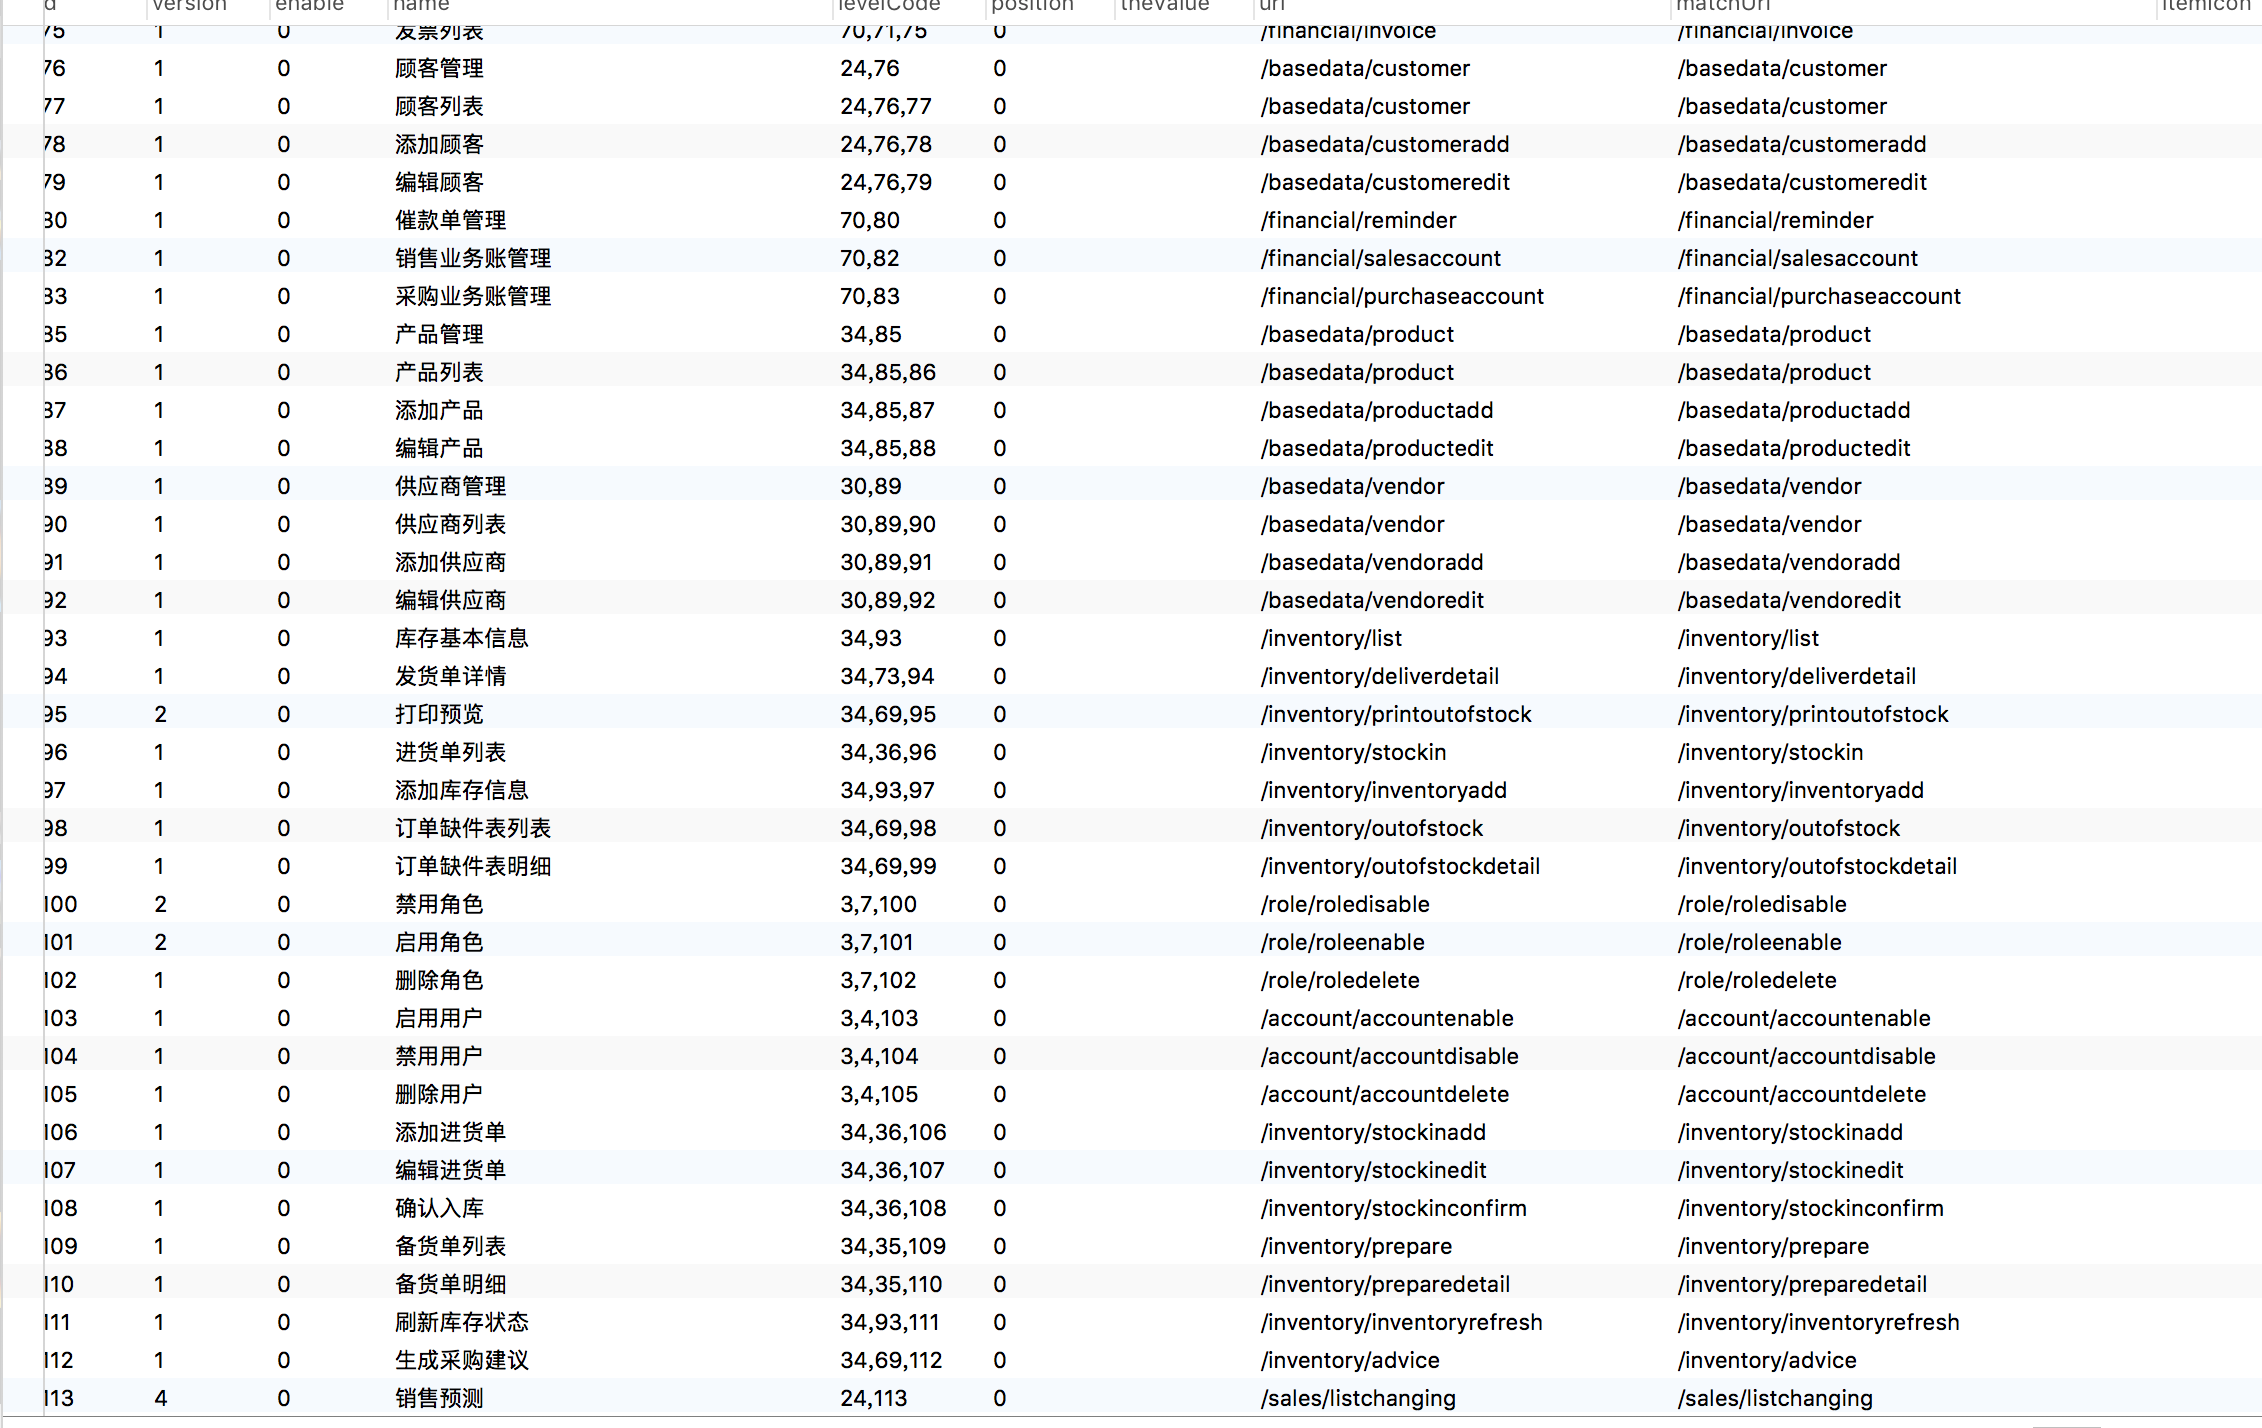 d version enable name levelCode position theValue url matchUrl itemIcon
75 1 0 发票列表 70,71,75 0 /financial/invoice /financial/invoice
76 1 0 顾客管理 24,76 0 /basedata/customer /basedata/customer
77 1 0 顾客列表 24,76,77 0 /basedata/customer /basedata/customer
78 1 0 添加顾客 24,76,78 0 /basedata/customeradd /basedata/customeradd
79 1 0 编辑顾客 24,76,79 0 /basedata/customeredit /basedata/customeredit
80 1 0 催款单管理 70,80 0 /financial/reminder /financial/reminder
82 1 0 销售业务账管理 70,82 0 /financial/salesaccount /financial/salesaccount
83 1 0 采购业务账管理 70,83 0 /financial/purchaseaccount /financial/purchaseaccount
85 1 0 产品管理 34,85 0 /basedata/product /basedata/product
86 1 0 产品列表 34,85,86 0 /basedata/product /basedata/product
87 1 0 添加产品 34,85,87 0 /basedata/productadd /basedata/productadd
88 1 0 编辑产品 34,85,88 0 /basedata/productedit /basedata/productedit
89 1 0 供应商管理 30,89 0 /basedata/vendor /basedata/vendor
90 1 0 供应商列表 30,89,90 0 /basedata/vendor /basedata/vendor
91 1 0 添加供应商 30,89,91 0 /basedata/vendoradd /basedata/vendoradd
92 1 0 编辑供应商 30,89,92 0 /basedata/vendoredit /basedata/vendoredit
93 1 0 库存基本信息 34,93 0 /inventory/list /inventory/list
94 1 0 发货单详情 34,73,94 0 /inventory/deliverdetail /inventory/deliverdetail
95 2 0 打印预览 34,69,95 0 /inventory/printoutofstock /inventory/printoutofstock
96 1 0 进货单列表 34,36,96 0 /inventory/stockin /inventory/stockin
97 1 0 添加库存信息 34,93,97 0 /inventory/inventoryadd /inventory/inventoryadd
98 1 0 订单缺件表列表 34,69,98 0 /inventory/outofstock /inventory/outofstock
99 1 0 订单缺件表明细 34,69,99 0 /inventory/outofstockdetail /inventory/outofstockdetail
100 2 0 禁用角色 3,7,100 0 /role/roledisable /role/roledisable
101 2 0 启用角色 3,7,101 0 /role/roleenable /role/roleenable
102 1 0 删除角色 3,7,102 0 /role/roledelete /role/roledelete
103 1 0 启用用户 3,4,103 0 /account/accountenable /account/accountenable
104 1 0 禁用用户 3,4,104 0 /account/accountdisable /account/accountdisable
105 1 0 删除用户 3,4,105 0 /account/accountdelete /account/accountdelete
106 1 0 添加进货单 34,36,106 0 /inventory/stockinadd /inventory/stockinadd
107 1 0 编辑进货单 34,36,107 0 /inventory/stockinedit /inventory/stockinedit
108 1 0 确认入库 34,36,108 0 /inventory/stockinconfirm /inventory/stockinconfirm
109 1 0 备货单列表 34,35,109 0 /inventory/prepare /inventory/prepare
110 1 0 备货单明细 34,35,110 0 /inventory/preparedetail /inventory/preparedetail
111 1 0 刷新库存状态 34,93,111 0 /inventory/inventoryrefresh /inventory/inventoryrefresh
112 1 0 生成采购建议 34,69,112 0 /inventory/advice /inventory/advice
113 4 0 销售预测 24,113 0 /sales/listchanging /sales/listchanging